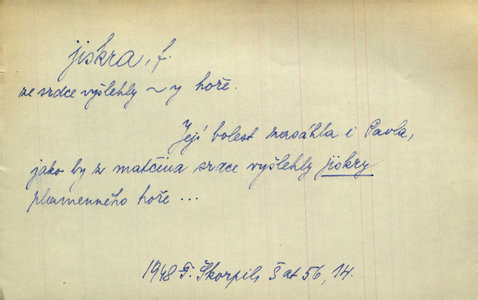 jiskra, f.
ze srdce vyšlehly ~y hoře.
Její bolest zasáhla i Pavla,
jako by z matčina srdce vyšlehly jiskry
plamenného hoře ...
1948 F. Škorpil, Šat 56, 14.